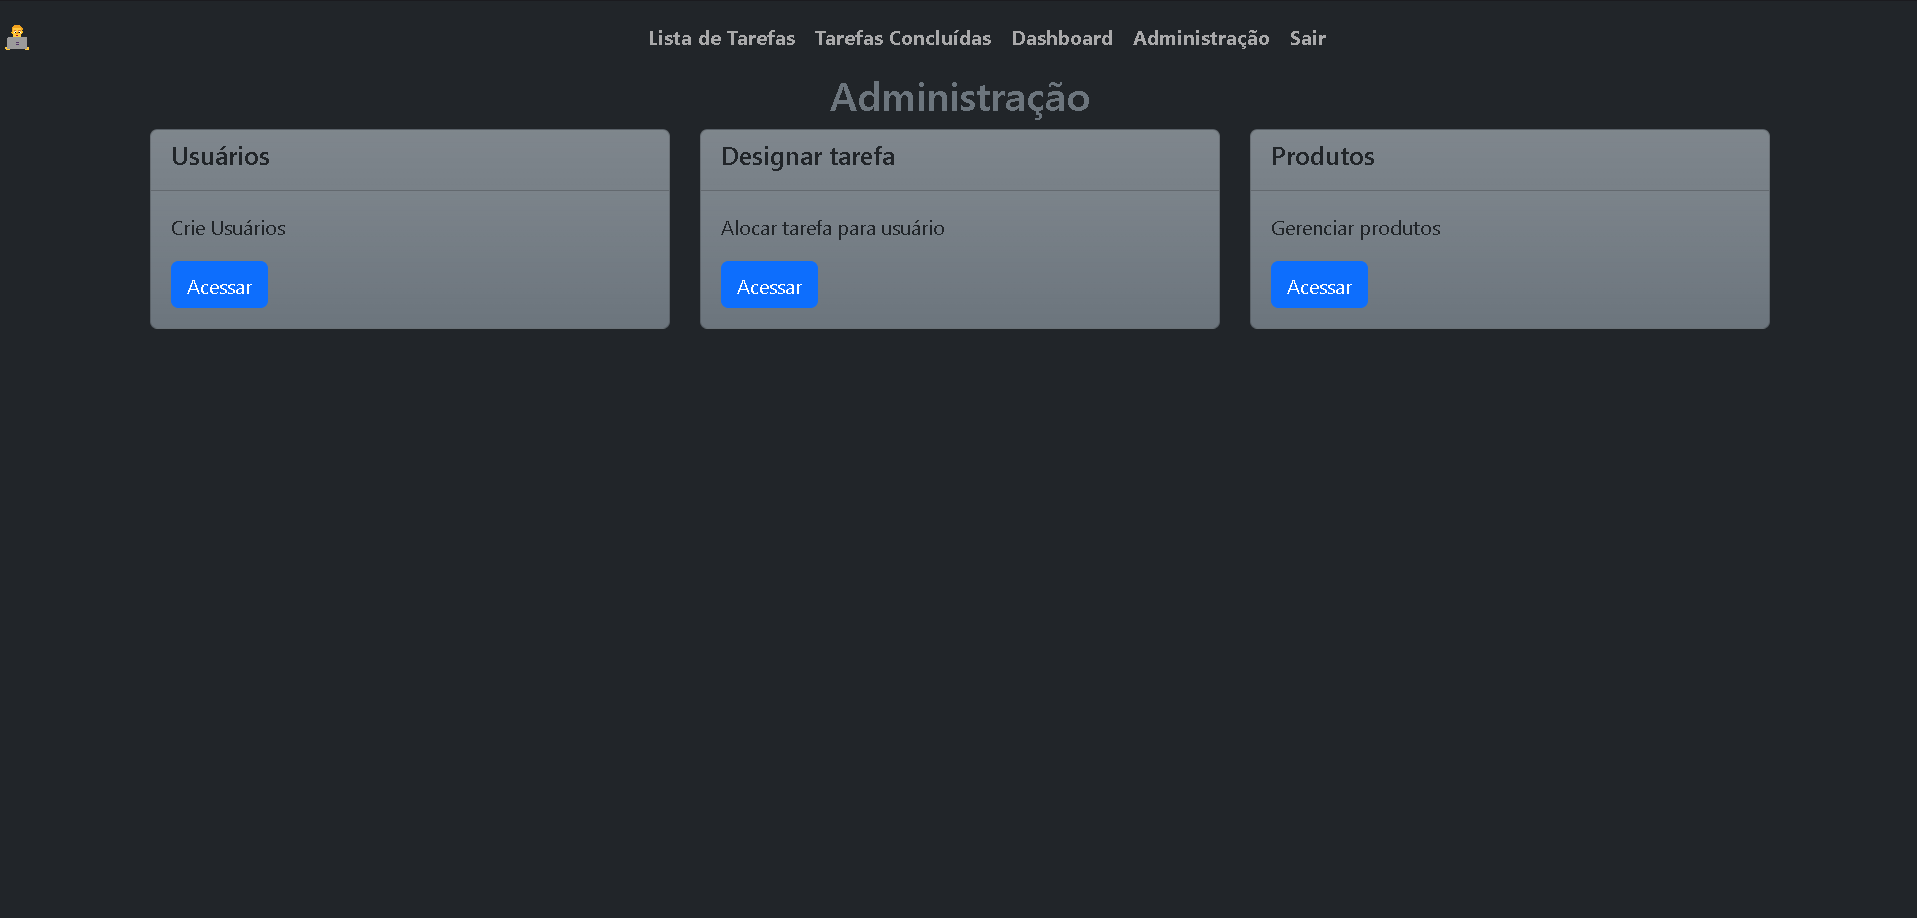 Lista de Tarefas Tarefas Concluídas Dashboard Administração Sair
Administração
Usuários
Crie Usuários
Acessar
Designar tarefa
Alocar tarefa para usuário
Acessar
Produtos
Gerenciar produtos
Acessar